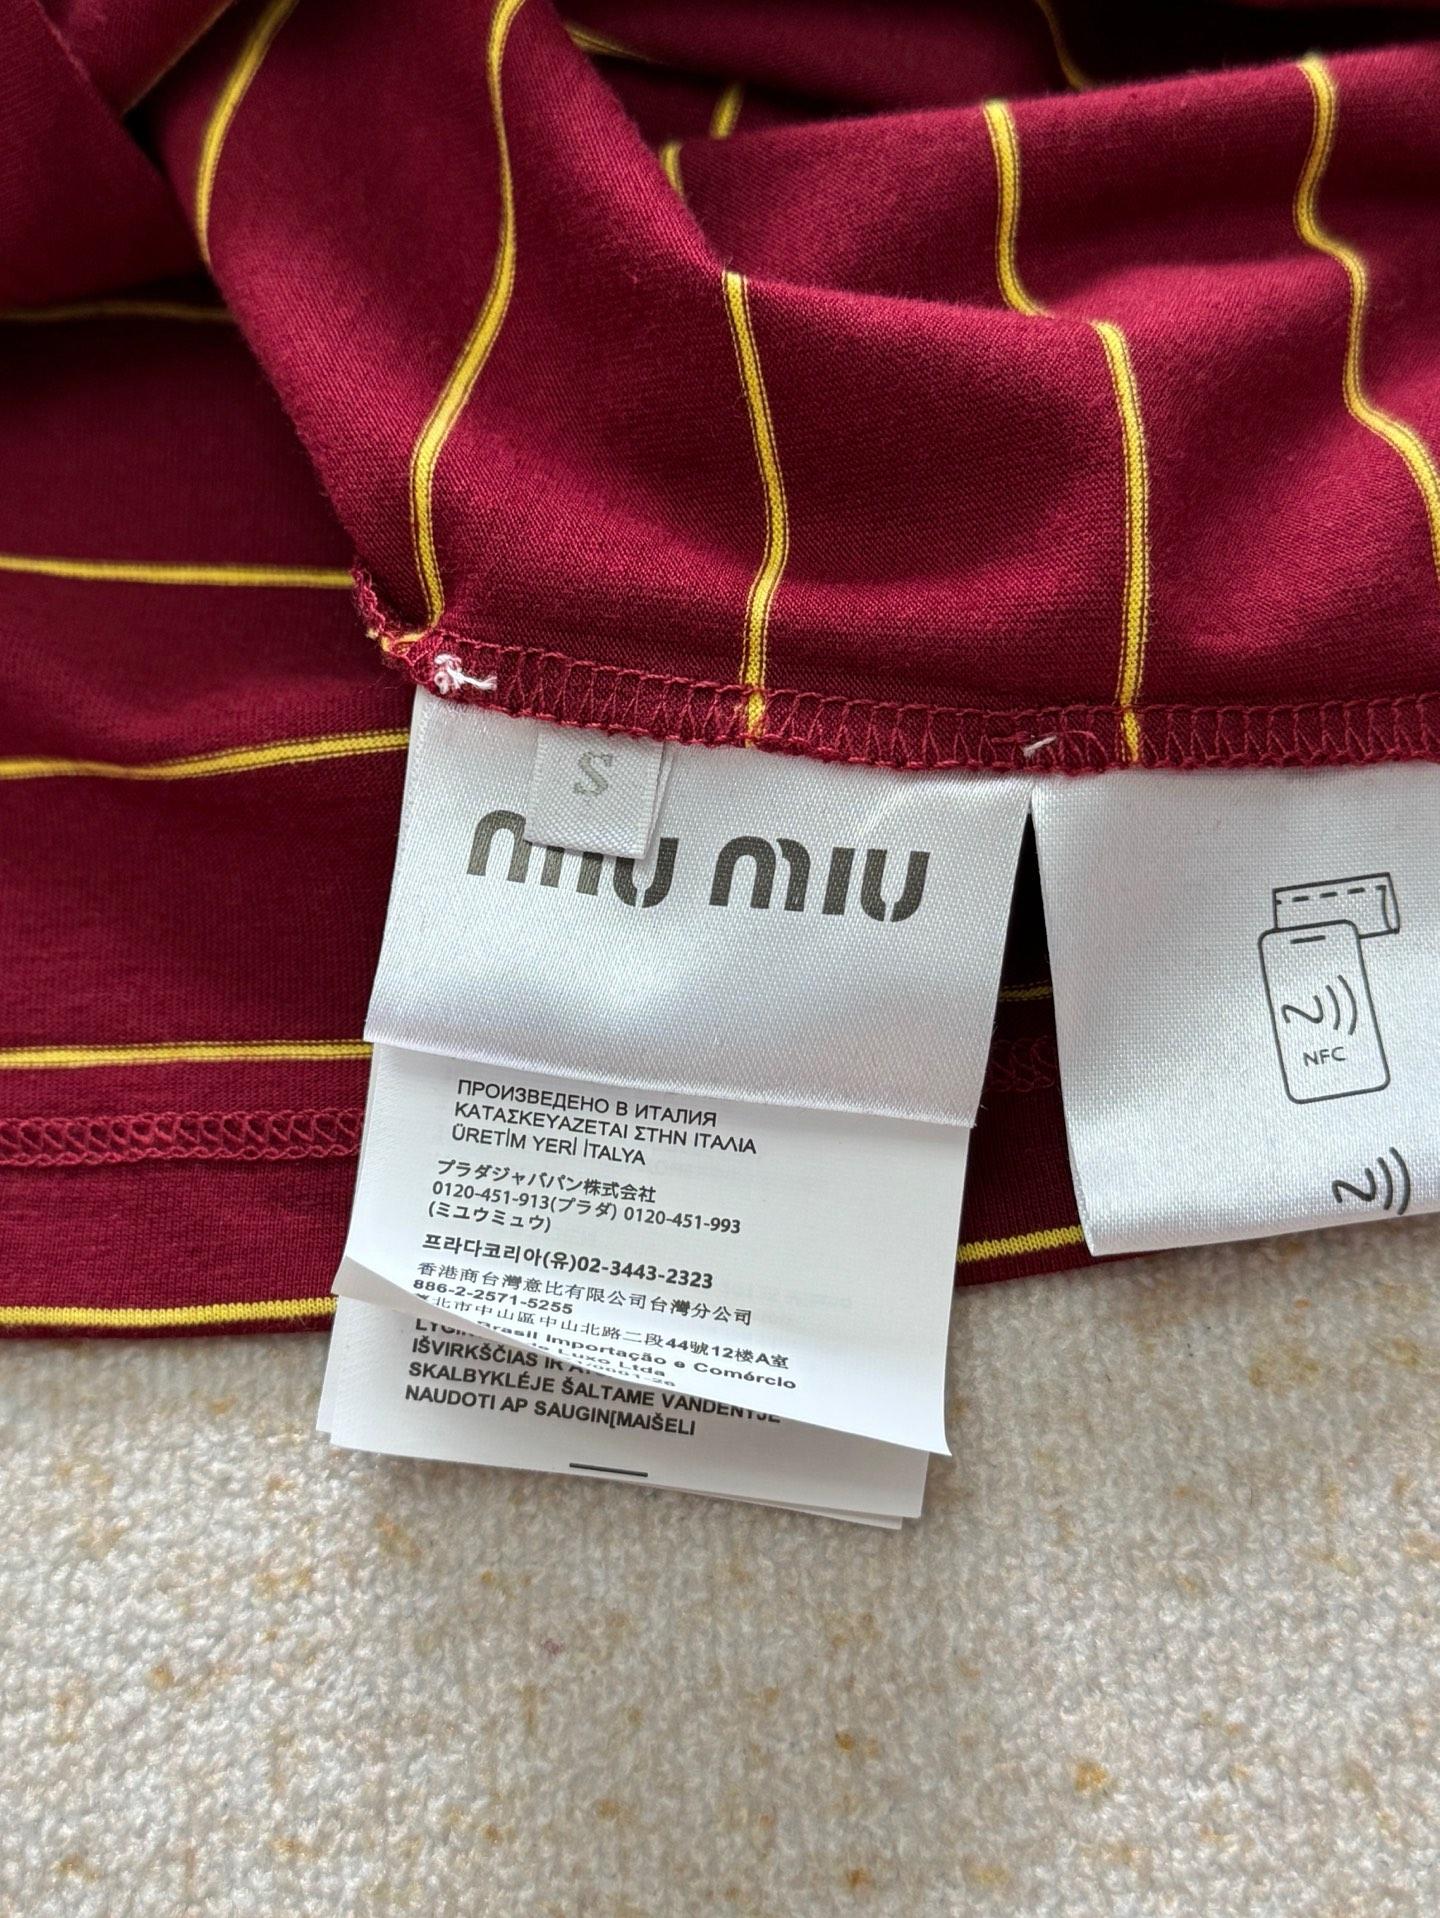 S
miu miu
NFC
ПРОИЗВЕДЕНО В ИТАЛИЯ
ΚΑΤΑΣΚΕΥΑΖΕΤΑΙ ΣΤΗΝ ΙΤΑΛΙΑ
ÜRETİM YERİ İTALYA
プラダジャパン株式会社
0120-451-913(プラダ) 0120-451-993
(ミュウミュウ)
프라다코리아(유)02-3443-2323
香港商台灣意比有限公司台灣分公司
886-2-2571-5255
北市中山區中山北路二段44號12楼A室
Brasil Importação e Comércio
Luxo Ltda
IŠVIRKŠČIAS IR
SKALBYKLĖJE ŠALTAME VANDENYJE
NAUDOTI AP SAUGIN[MAIŠELI